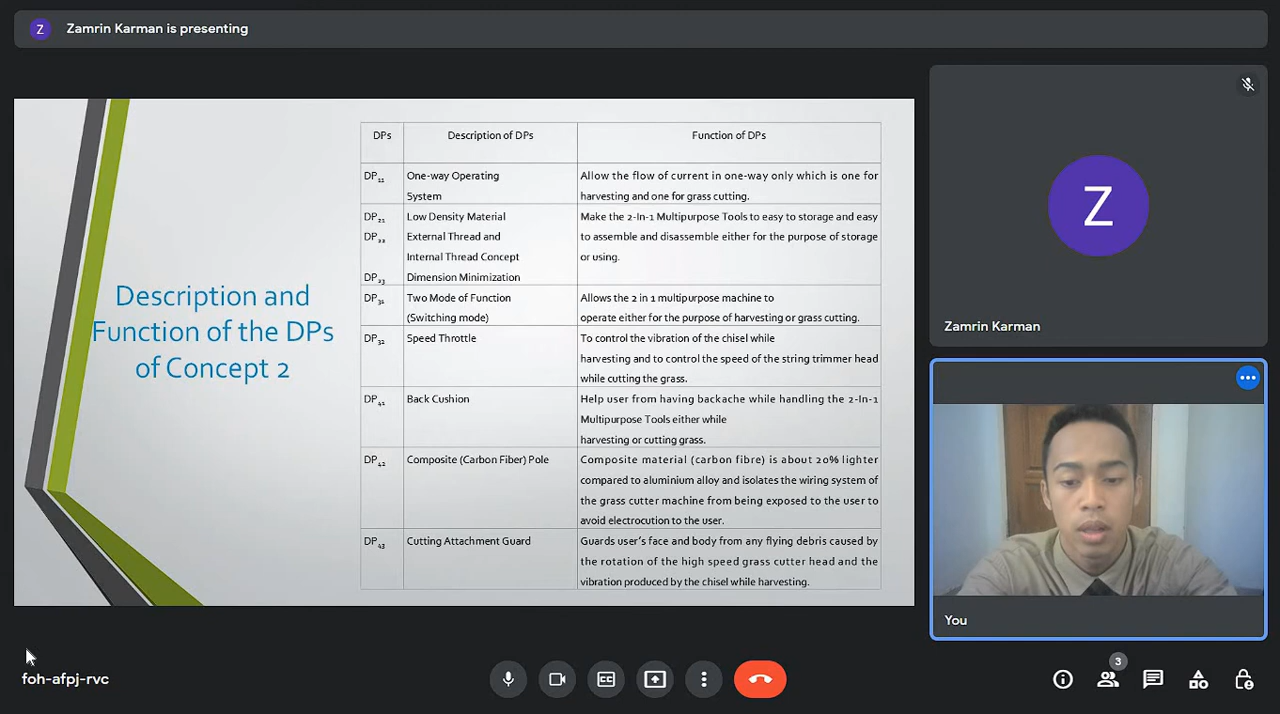 Z
Zamrin Karman is presenting
Description and
Function of the DPs
of Concept 2
DPs
Description of DPs
Function of DPs
DP₁₁
One-way Operating
System
Allow the flow of current in one-way only which is one for
harvesting and one for grass cutting.
DP₂₁
Low Density Material
DP₂₂
External Thread and
Internal Thread Concept
DP₂₃
Dimension Minimization
Make the 2-In-1 Multipurpose Tools to easy to storage and easy
to assemble and disassemble either for the purpose of storage
or using.
DP₃₁
Two Mode of Function
(Switching mode)
Allows the 2 in 1 multipurpose machine to
operate either for the purpose of harvesting or grass cutting.
DP₃₂
Speed Throttle
To control the vibration of the chisel while
harvesting and to control the speed of the string trimmer head
while cutting the grass.
DP₄₁
Back Cushion
Help user from having backache while handling the 2-In-1
Multipurpose Tools either while
harvesting or cutting grass.
DP₄₂
Composite (Carbon Fiber) Pole
Composite material (carbon fibre) is about 20% lighter
compared to aluminium alloy and isolates the wiring system of
the grass cutter machine from being exposed to the user to
avoid electrocution to the user.
DP₄₃
Cutting Attachment Guard
Guards user's face and body from any flying debris caused by
the rotation of the high speed grass cutter head and the
vibration produced by the chisel while harvesting.
Z
Zamrin Karman
You
foh-afpj-rvc
CC
3